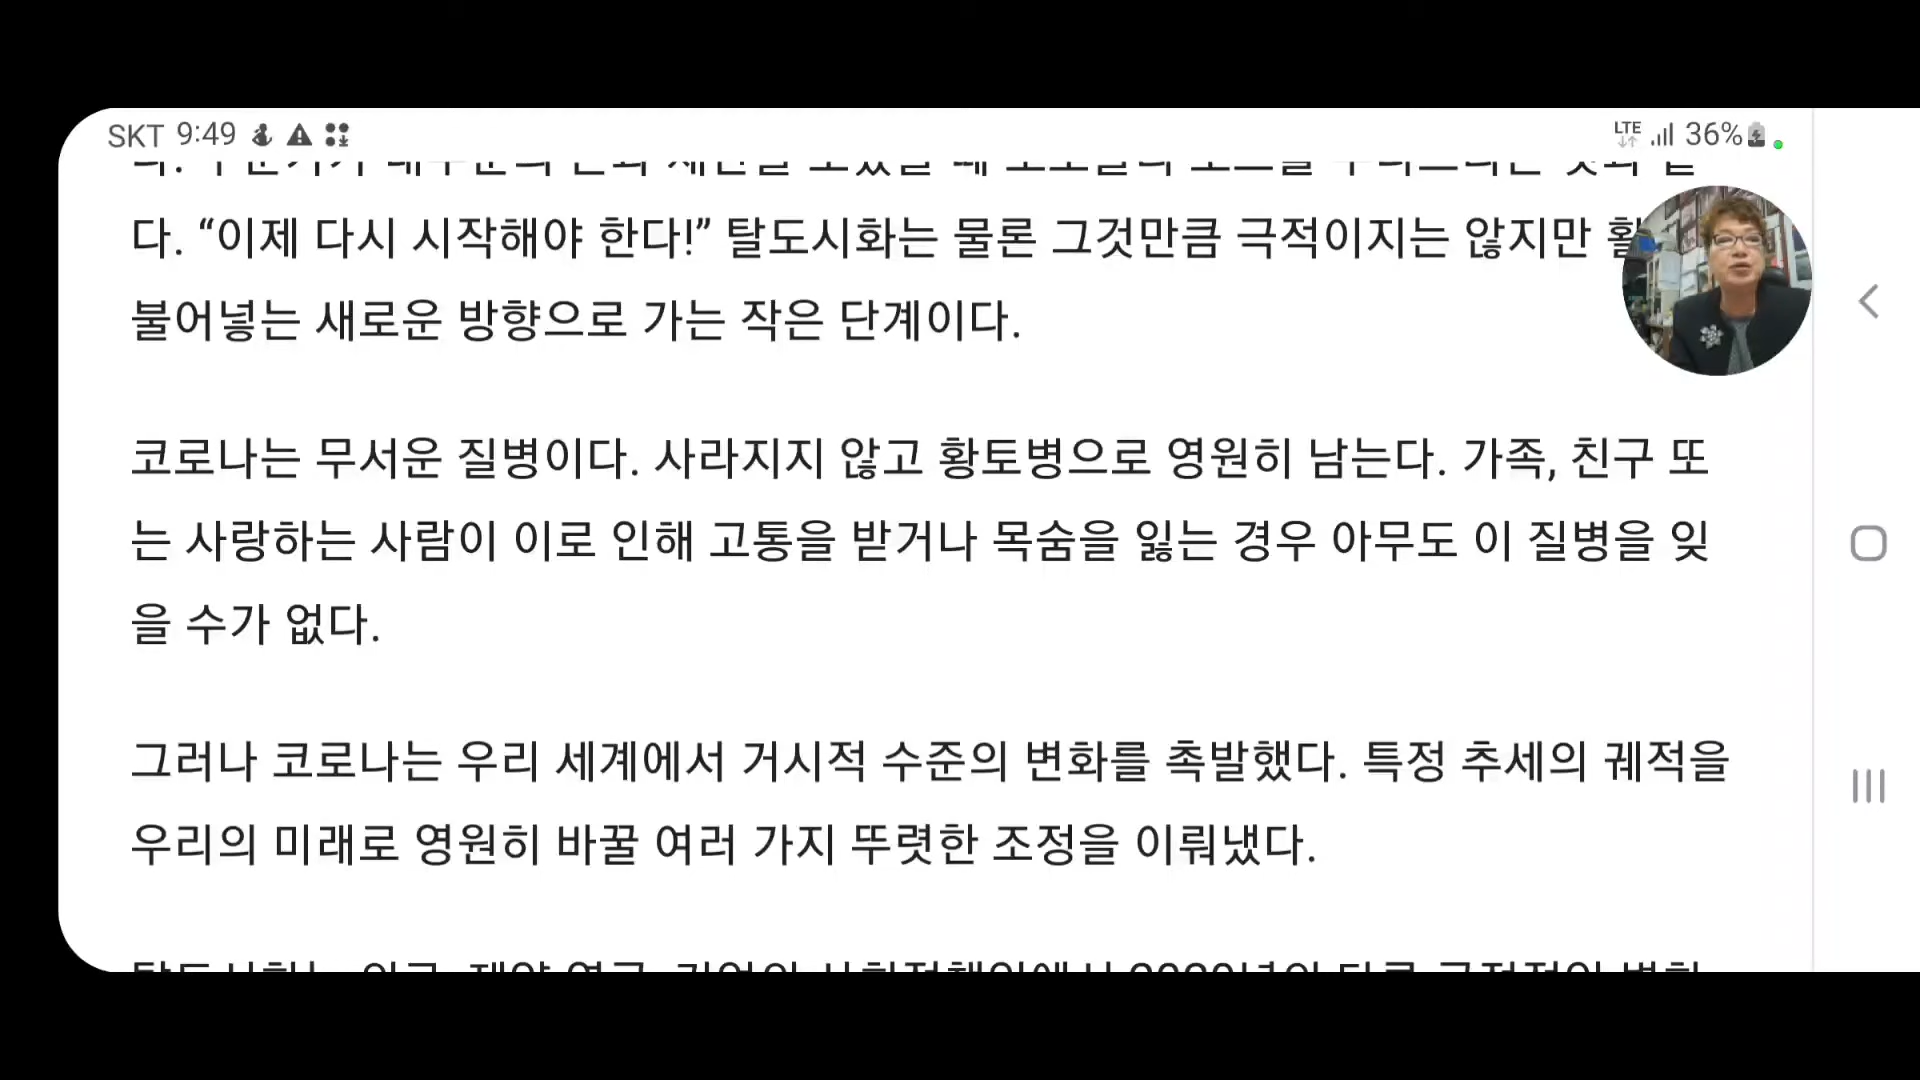 SKT 9:49
LTE 36%
다. “이제 다시 시작해야 한다!” 탈도시화는 물론 그것만큼 극적이지는 않지만
불어넣는 새로운 방향으로 가는 작은 단계이다.
코로나는 무서운 질병이다. 사라지지 않고 황토병으로 영원히 남는다. 가족, 친구 또
는 사랑하는 사람이 이로 인해 고통을 받거나 목숨을 잃는 경우 아무도 이 질병을 잊
을 수가 없다.
그러나 코로나는 우리 세계에서 거시적 수준의 변화를 촉발했다. 특정 추세의 궤적을
우리의 미래로 영원히 바꿀 여러 가지 뚜렷한 조정을 이뤄냈다.